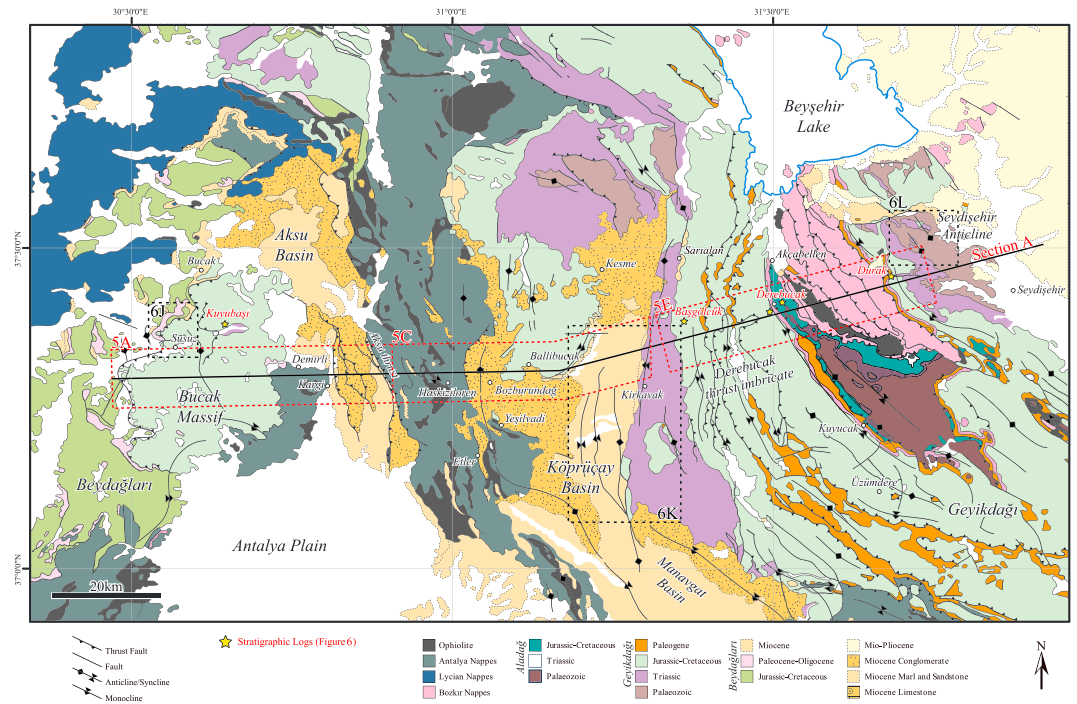 30°30'0"E
31°0'0"E
31°30'0"E
37°30'0"N
37°0'0"N
Beyşehir
Lake
6L
Seydişehir
Anticline
Section A
Aksu
Basin
Bucak
Kesme
Sarıalan
Akçabelen
Durak
Seydişehir
6J
Kuyubaşı
Susuz
5A
5C
5E
Başgölcük
Derebucak
Demirli
Kargı
Aksu thrust
Ballıbucak
Haskızılören
Bozburundag
Kırkavak
Derebucak
thrust imbricate
Bucak
Massif
Yeşilvadi
Kuyucak
Etler
Köprüçay
Basin
Üzümdere
Beydağları
6K
Geyikdağı
Antalya Plain
Manavgat
Basin
20km
Thrust Fault
Fault
Anticline/Syncline
Monocline
Stratigraphic Logs (Figure 6)
Ophiolite
Antalya Nappes
Lycian Nappes
Bozkır Nappes
Aladağ
Jurassic-Cretaceous
Triassic
Palaeozoic
Geyikdağı
Paleogene
Jurassic-Cretaceous
Triassic
Palaeozoic
Beydağları
Miocene
Paleocene-Oligocene
Jurassic-Cretaceous
Mio-Pliocene
Miocene Conglomerate
Miocene Marl and Sandstone
Miocene Limestone
N